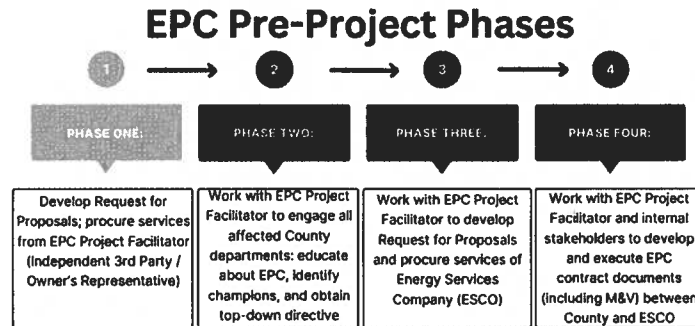 EPC Pre-Project Phases
1
2
3
4
PHASE ONE:
PHASE TWO:
PHASE THREE:
PHASE FOUR:
Develop Request for
Proposals; procure services
from EPC Project Facilitator
(Independent 3rd Party /
Owner's Representative)
Work with EPC Project
Facilitator to engage all
affected County
departments: educate
about EPC, identify
champions, and obtain
top-down directive
Work with EPC Project
Facilitator to develop
Request for Proposals
and procure services of
Energy Services
Company (ESCO)
Work with EPC Project
Facilitator and internal
stakeholders to develop
and execute EPC
contract documents
(including M&V) between
County and ESCO